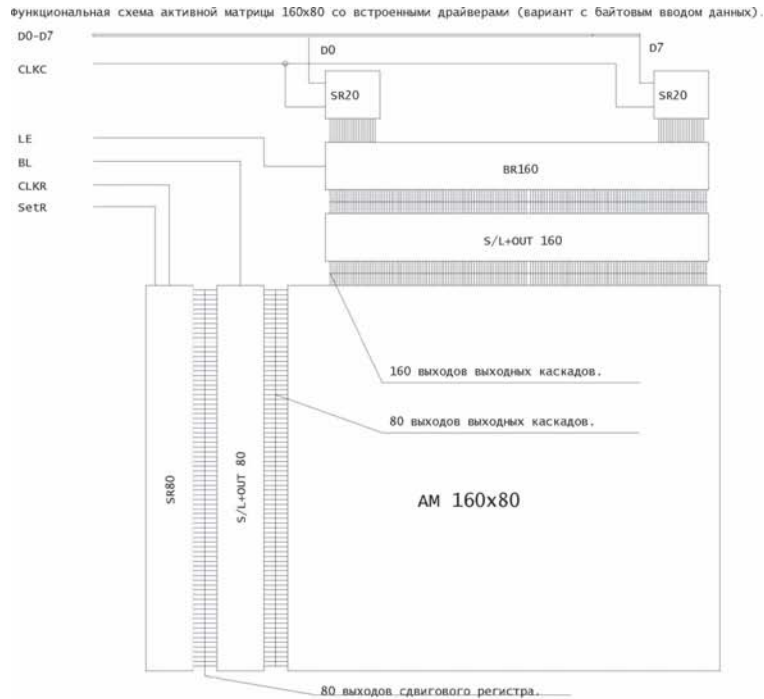 Функциональная схема активной матрицы 160x80 со встроенными драйверами (вариант с байтовым вводом данных).
D0-D7
D0
D7
CLKC
SR20
SR20
LE
BR160
BL
CLKR
SetR
S/L+OUT 160
160 выходов выходных каскадов.
80 выходов выходных каскадов.
SR80
S/L+OUT 80
АМ 160x80
80 выходов сдвигового регистра.